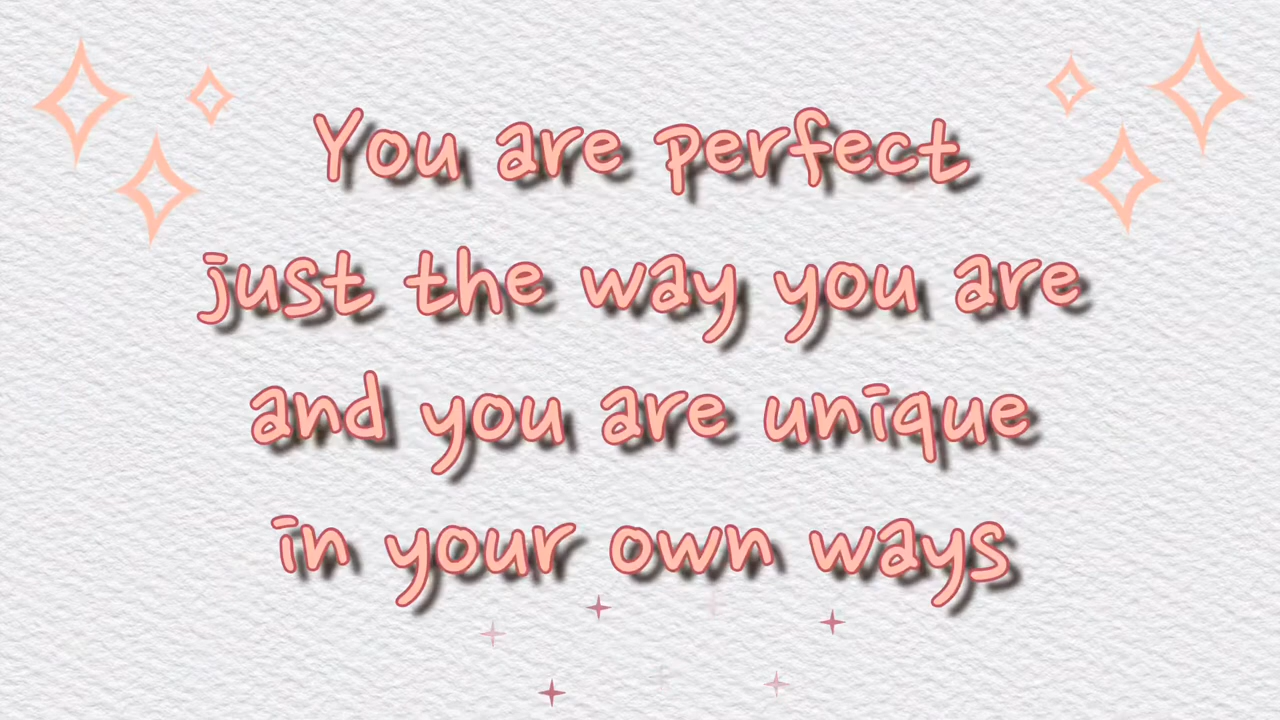 You are perfect
just the way you are
and you are unique
in your own ways